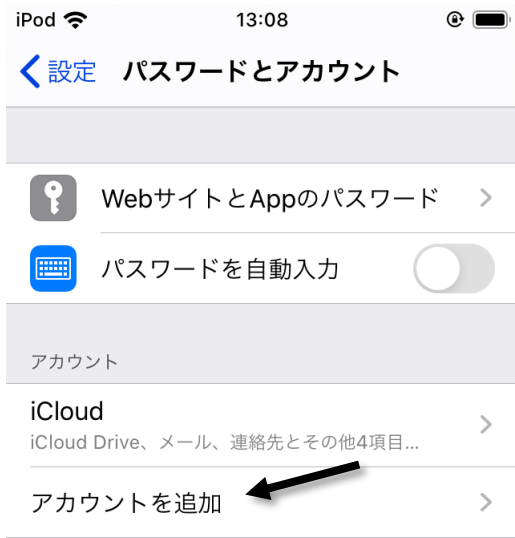 iPod 13:08
設定 パスワードとアカウント
WebサイトとAppのパスワード
パスワードを自動入力
アカウント
iCloud
iCloud Drive、メール、連絡先とその他4項目...
アカウントを追加